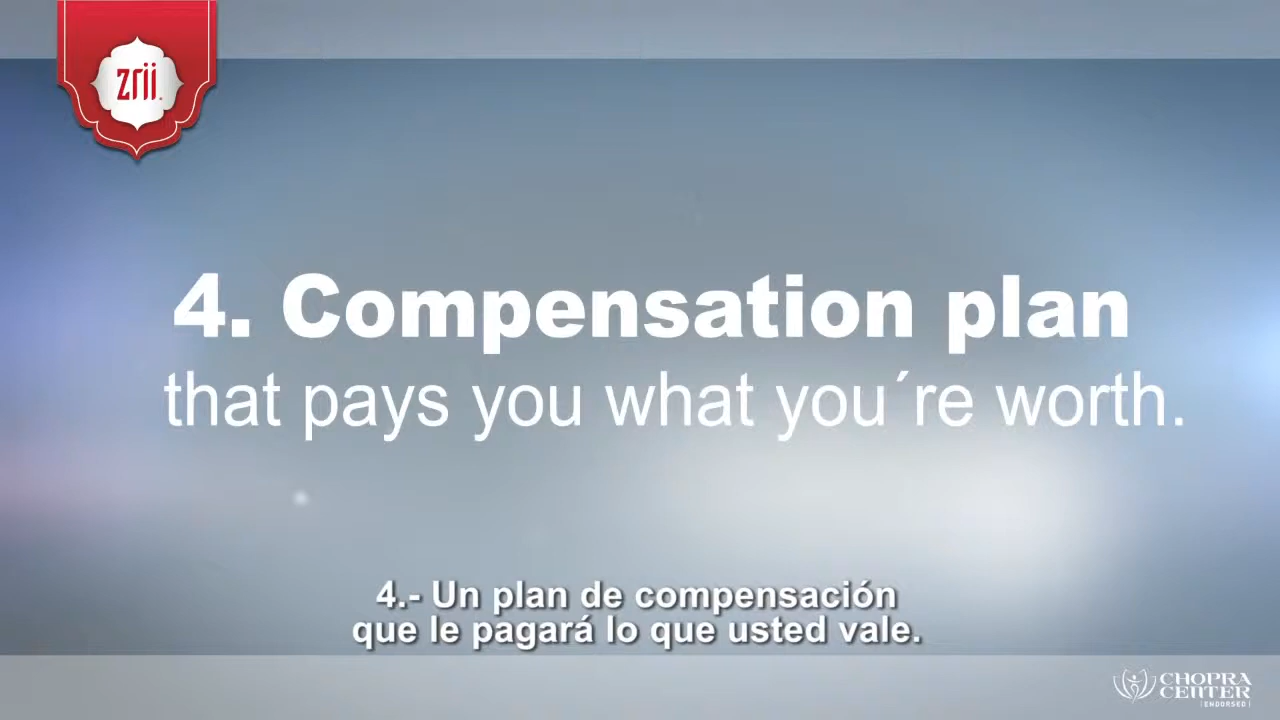 zrii
4. Compensation plan
that pays you what you´re worth.
4.- Un plan de compensación
que le pagará lo que usted vale.
CHOPRA
CENTER
ENDORSED